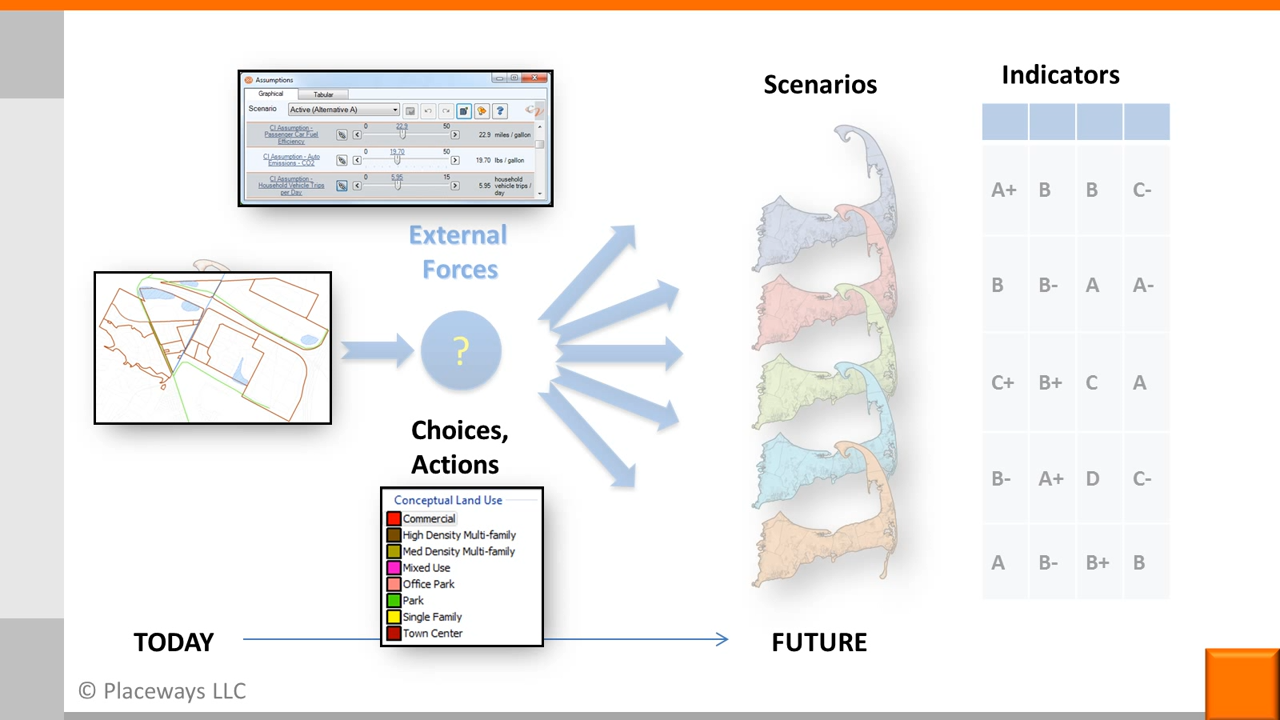 Assumptions
Graphical Tabular
Scenario Active (Alternative A)
CI Assumption -
Passenger Car Fuel
Efficiency
0 22.9 50
22.9 miles / gallon
CI Assumption - Auto
Emissions - CO2
0 19.70 50
19.70 lbs / gallon
CI Assumption -
Household Vehicle Trips
per Day
0 5.95 15
5.95
household
vehicle trips /
day
External
Forces
?
Choices,
Actions
Conceptual Land Use
Commercial
High Density Multi-family
Med Density Multi-family
Mixed Use
Office Park
Park
Single Family
Town Center
TODAY
FUTURE
Scenarios
Indicators
A+ B B C-
B B- A A-
C+ B+ C A
B- A+ D C-
A B- B+ B
© Placeways LLC